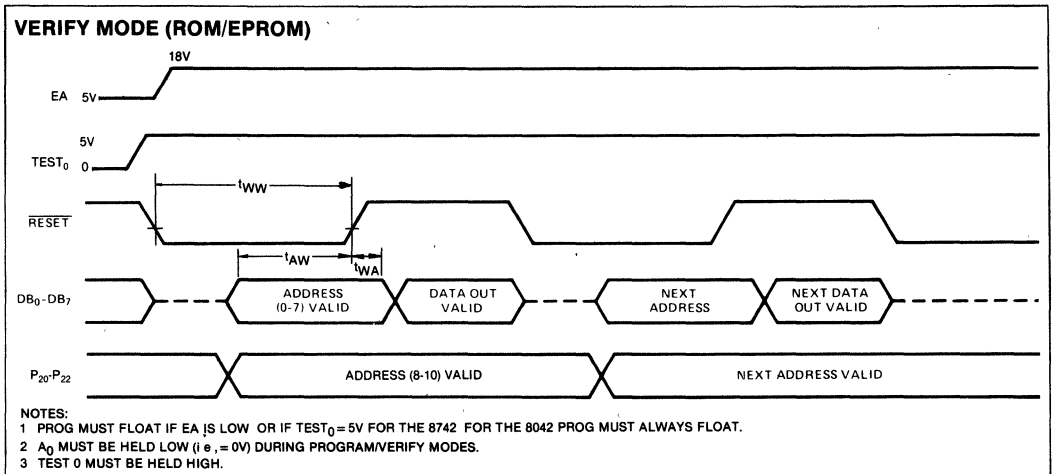 VERIFY MODE (ROM/EPROM)
18V
EA 5V
5V
TEST₀ 0
tWW
RESET
tAW
tWA
DB₀-DB₇
ADDRESS
(0-7) VALID
DATA OUT
VALID
NEXT
ADDRESS
NEXT DATA
OUT VALID
P₂₀-P₂₂
ADDRESS (8-10) VALID
NEXT ADDRESS VALID
NOTES:
1 PROG MUST FLOAT IF EA IS LOW OR IF TEST₀ = 5V FOR THE 8742 FOR THE 8042 PROG MUST ALWAYS FLOAT.
2 A₀ MUST BE HELD LOW (i e , = 0V) DURING PROGRAM/VERIFY MODES.
3 TEST 0 MUST BE HELD HIGH.